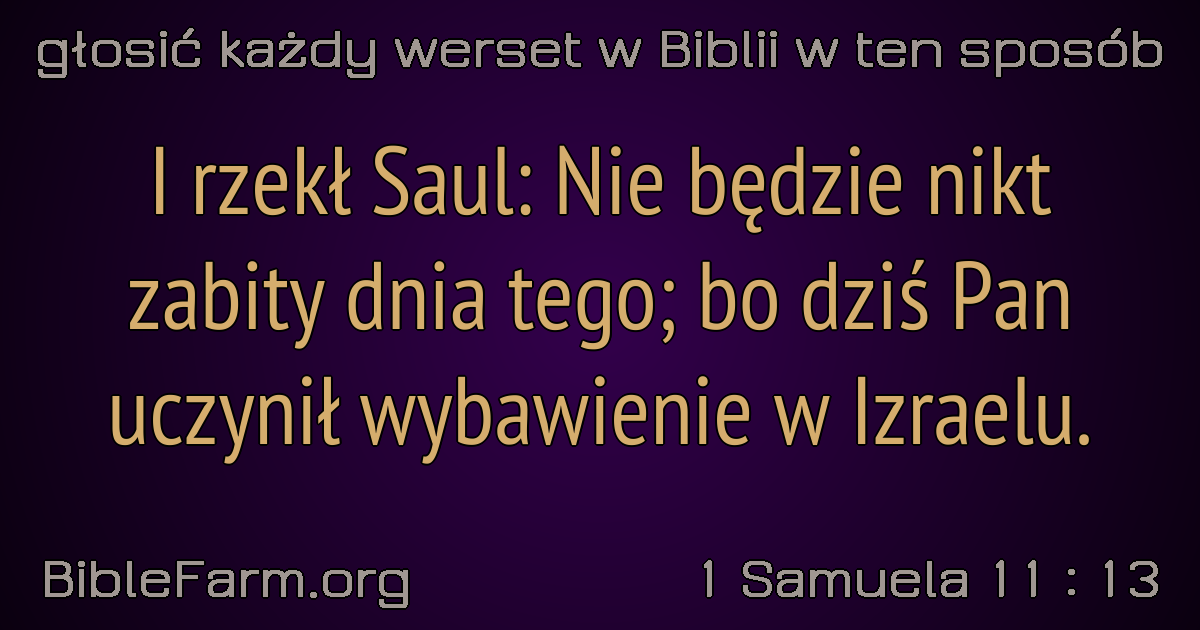 głosić każdy werset w Biblii w ten sposób
I rzekł Saul: Nie będzie nikt
zabity dnia tego; bo dziś Pan
uczynił wybawienie w Izraelu.
BibleFarm.org
1 Samuela 11 : 13